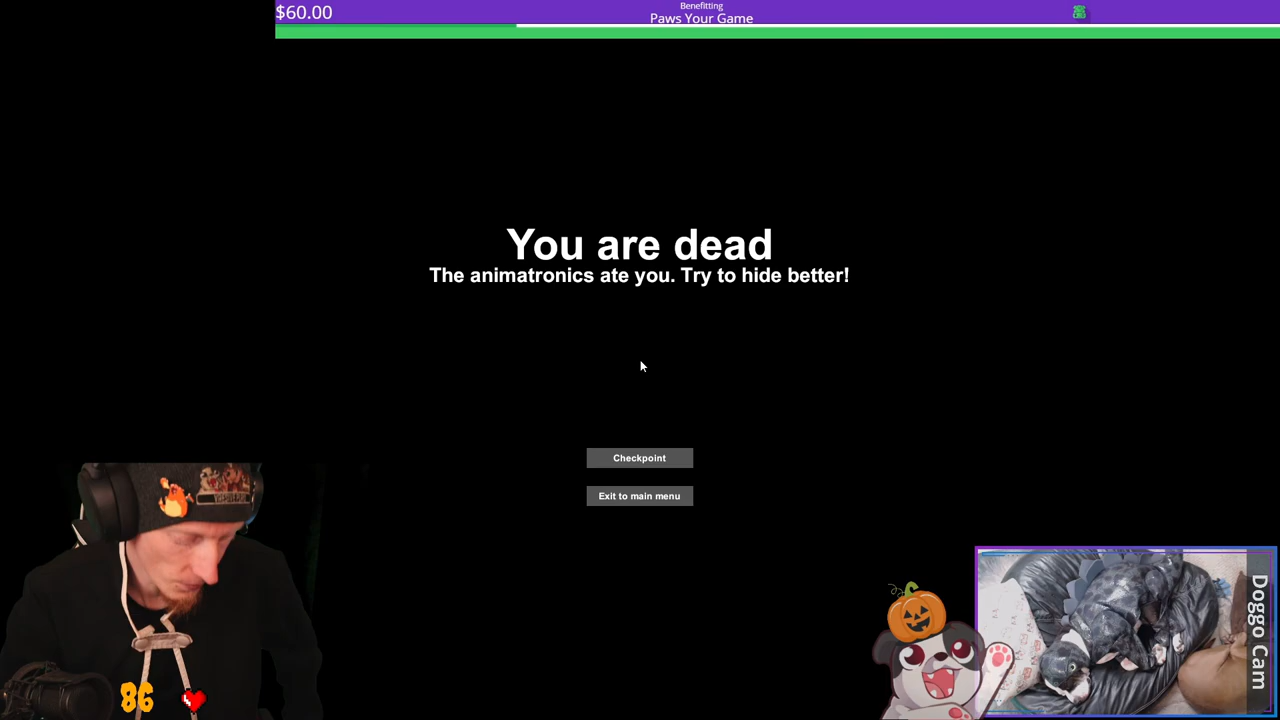 $60.00
Benefitting
Paws Your Game
You are dead
The animatronics ate you. Try to hide better!
Checkpoint
Exit to main menu
86
Doggo Cam